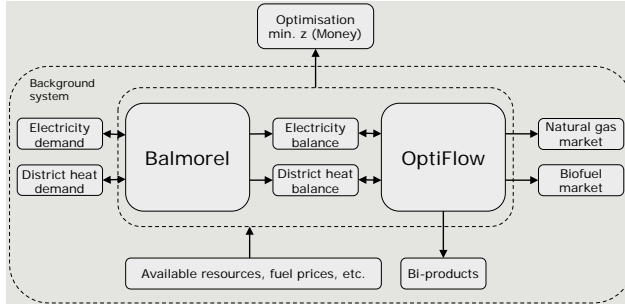 Optimisation
min. z (Money)
Background
system
Electricity
demand
Balmorel
Electricity
balance
OptiFlow
Natural gas
market
District heat
demand
District heat
balance
Biofuel
market
Available resources, fuel prices, etc.
Bi-products